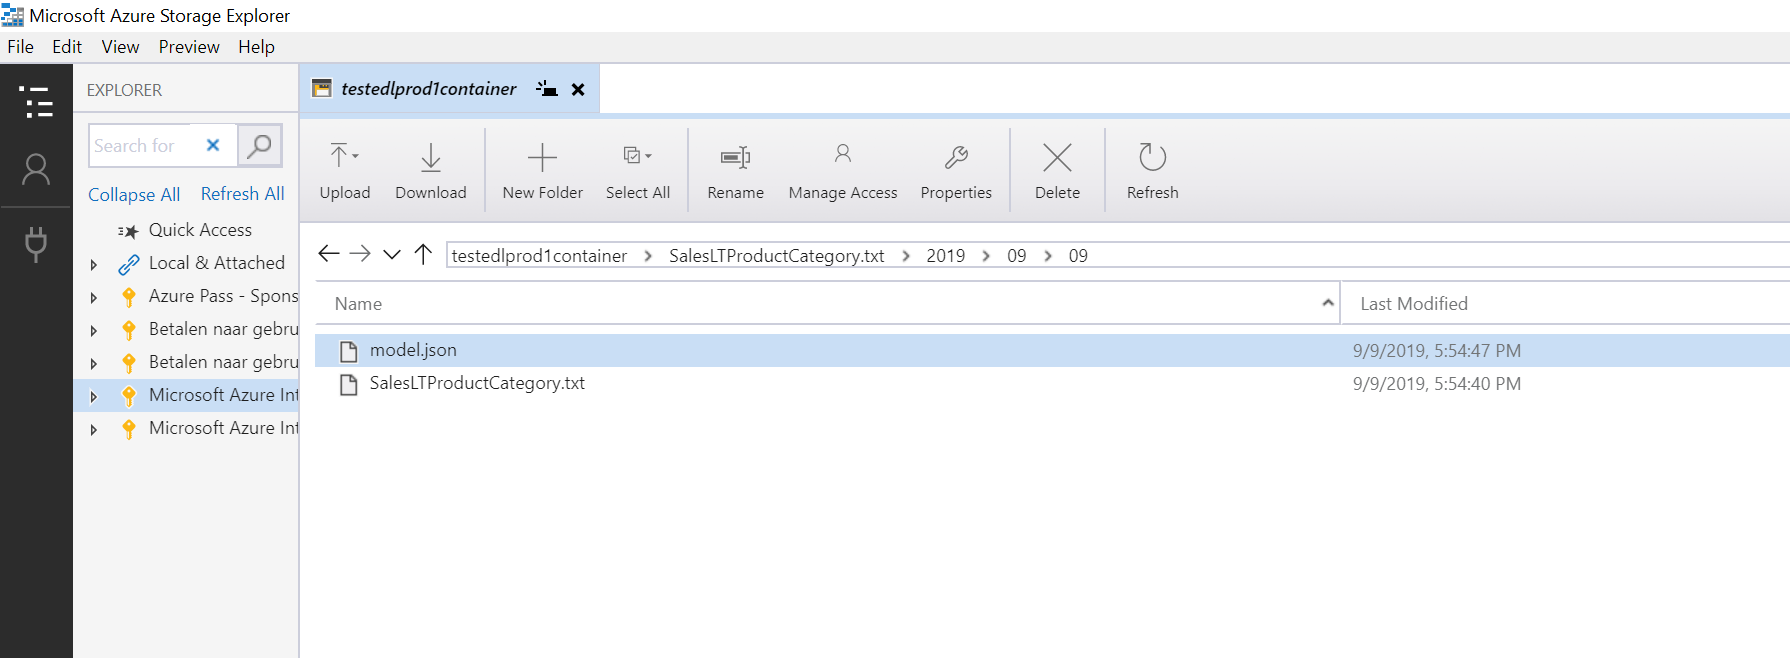 Microsoft Azure Storage Explorer
File Edit View Preview Help
EXPLORER
Search for
Collapse All Refresh All
Quick Access
Local & Attached
Azure Pass - Spons
Betalen naar gebru
Betalen naar gebru
Microsoft Azure Int
Microsoft Azure Int
testedlprod1container
Upload Download New Folder Select All Rename Manage Access Properties Delete Refresh
testedlprod1container SalesLTProductCategory.txt 2019 09 09
Name Last Modified
model.json 9/9/2019, 5:54:47 PM
SalesLTProductCategory.txt 9/9/2019, 5:54:40 PM